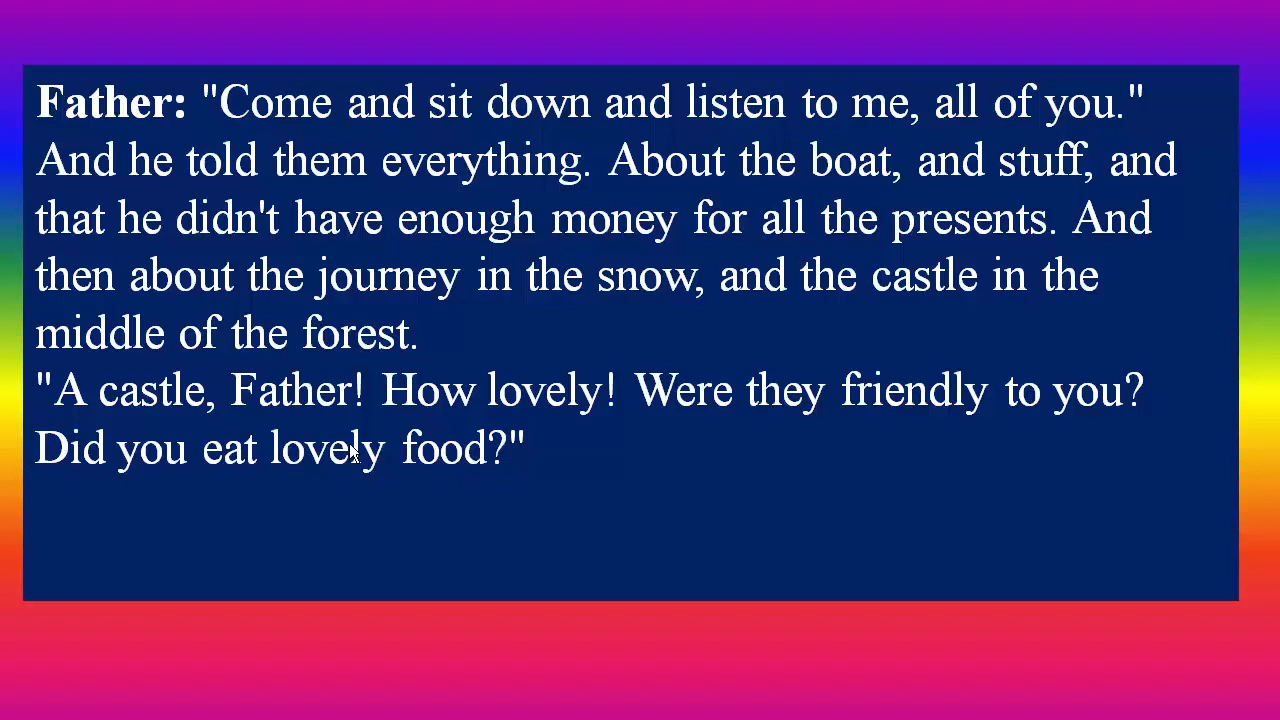 Father: "Come and sit down and listen to me, all of you."
And he told them everything. About the boat, and stuff, and
that he didn't have enough money for all the presents. And
then about the journey in the snow, and the castle in the
middle of the forest.
"A castle, Father! How lovely! Were they friendly to you?
Did you eat lovely food?"